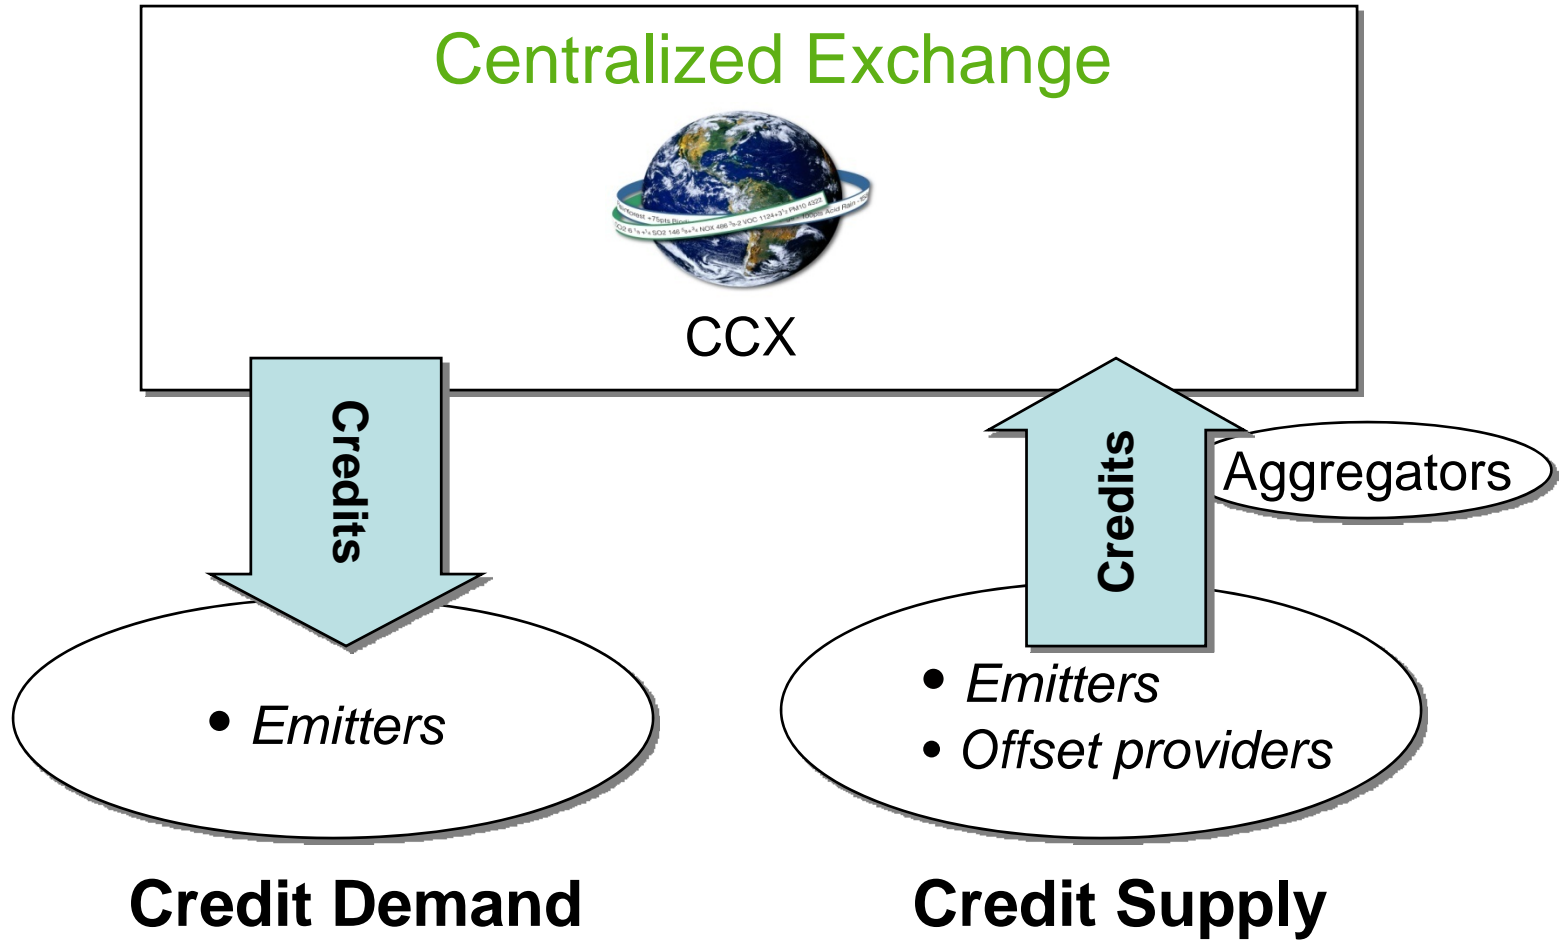 Centralized Exchange
CCX
Credits
Credits
Aggregators
• Emitters
• Emitters
• Offset providers
Credit Demand
Credit Supply